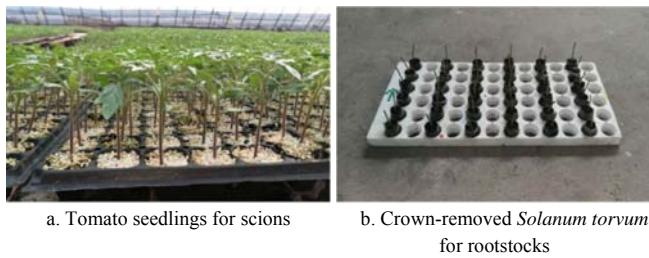 a. Tomato seedlings for scions
b. Crown-removed Solanum torvum
for rootstocks